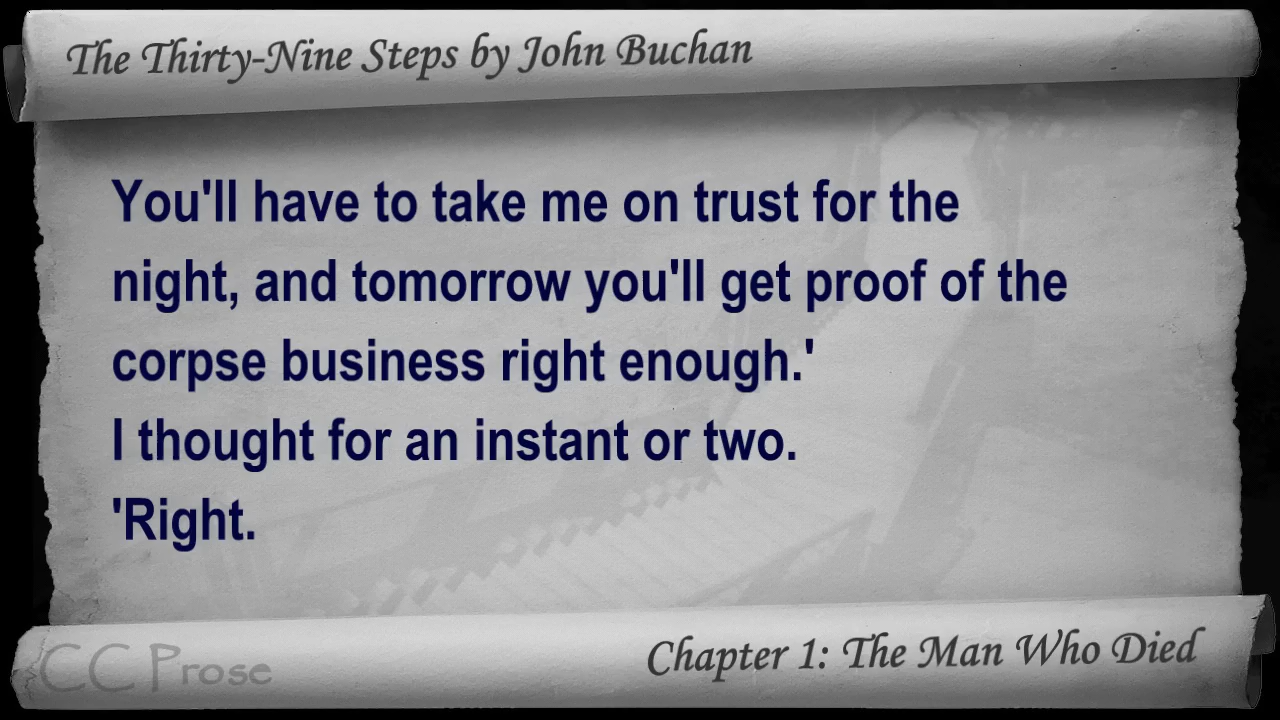 The Thirty-Nine Steps by John Buchan
You'll have to take me on trust for the
night, and tomorrow you'll get proof of the
corpse business right enough.'
I thought for an instant or two.
'Right.
CC Prose
Chapter 1: The Man Who Died